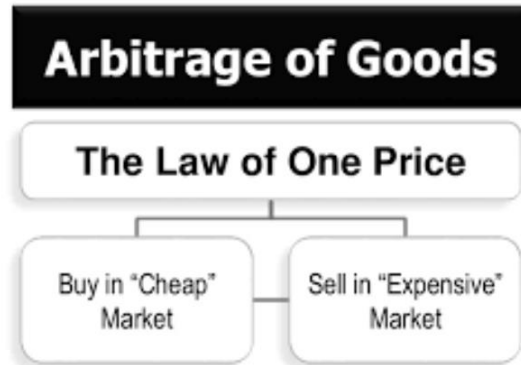 Arbitrage of Goods
The Law of One Price
Buy in “Cheap”
Market
Sell in “Expensive”
Market